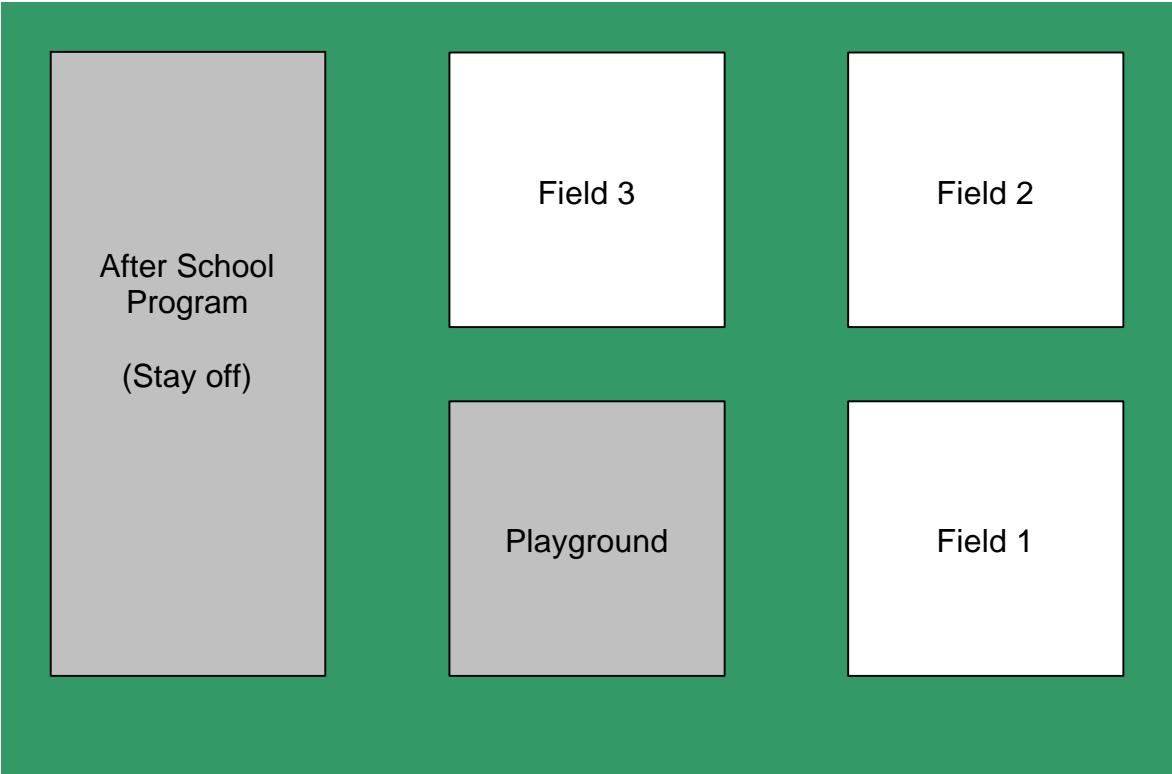 After School
Program
(Stay off)
Field 3
Field 2
Playground
Field 1